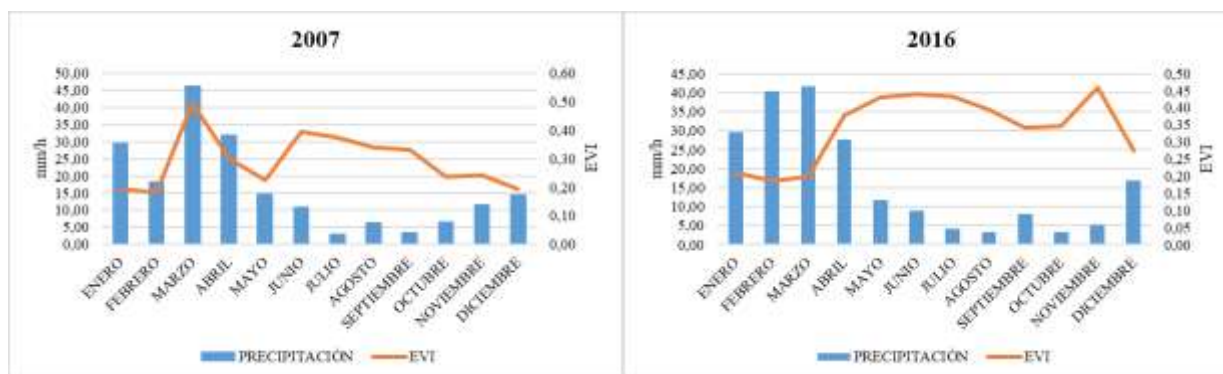 2007
50,00
45,00
40,00
35,00
30,00
25,00
20,00
15,00
10,00
5,00
0,00
mm/h
0,60
0,50
0,40
0,30
0,20
0,10
0,00
EVI
ENERO
FEBRERO
MARZO
ABRIL
MAYO
JUNIO
JULIO
AGOSTO
SEPTIEMBRE
OCTUBRE
NOVIEMBRE
DICIEMBRE
PRECIPITACIÓN EVI
2016
45,00
40,00
35,00
30,00
25,00
20,00
15,00
10,00
5,00
0,00
mm/h
0,50
0,45
0,40
0,35
0,30
0,25
0,20
0,15
0,10
0,05
0,00
EVI
ENERO
FEBRERO
MARZO
ABRIL
MAYO
JUNIO
JULIO
AGOSTO
SEPTIEMBRE
OCTUBRE
NOVIEMBRE
DICIEMBRE
PRECIPITACIÓN EVI